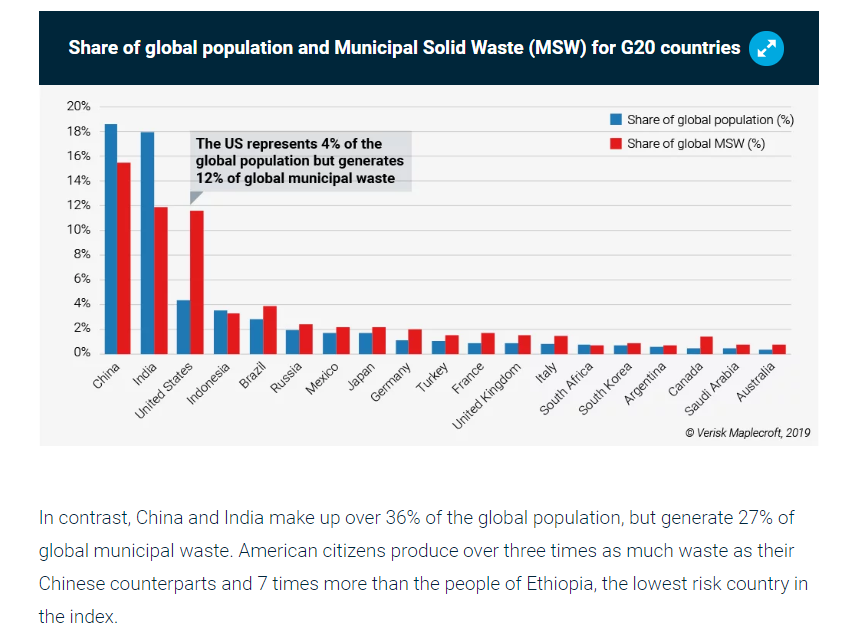 Share of global population and Municipal Solid Waste (MSW) for G20 countries
20%
18%
16%
14%
12%
10%
8%
6%
4%
2%
0%
Share of global population (%)
Share of global MSW (%)
The US represents 4% of the
global population but generates
12% of global municipal waste
China
India
United States
Indonesia
Brazil
Russia
Mexico
Japan
Germany
Turkey
France
United Kingdom
Italy
South Africa
South Korea
Argentina
Canada
Saudi Arabia
Australia
© Verisk Maplecroft, 2019
In contrast, China and India make up over 36% of the global population, but generate 27% of
global municipal waste. American citizens produce over three times as much waste as their
Chinese counterparts and 7 times more than the people of Ethiopia, the lowest risk country in
the index.